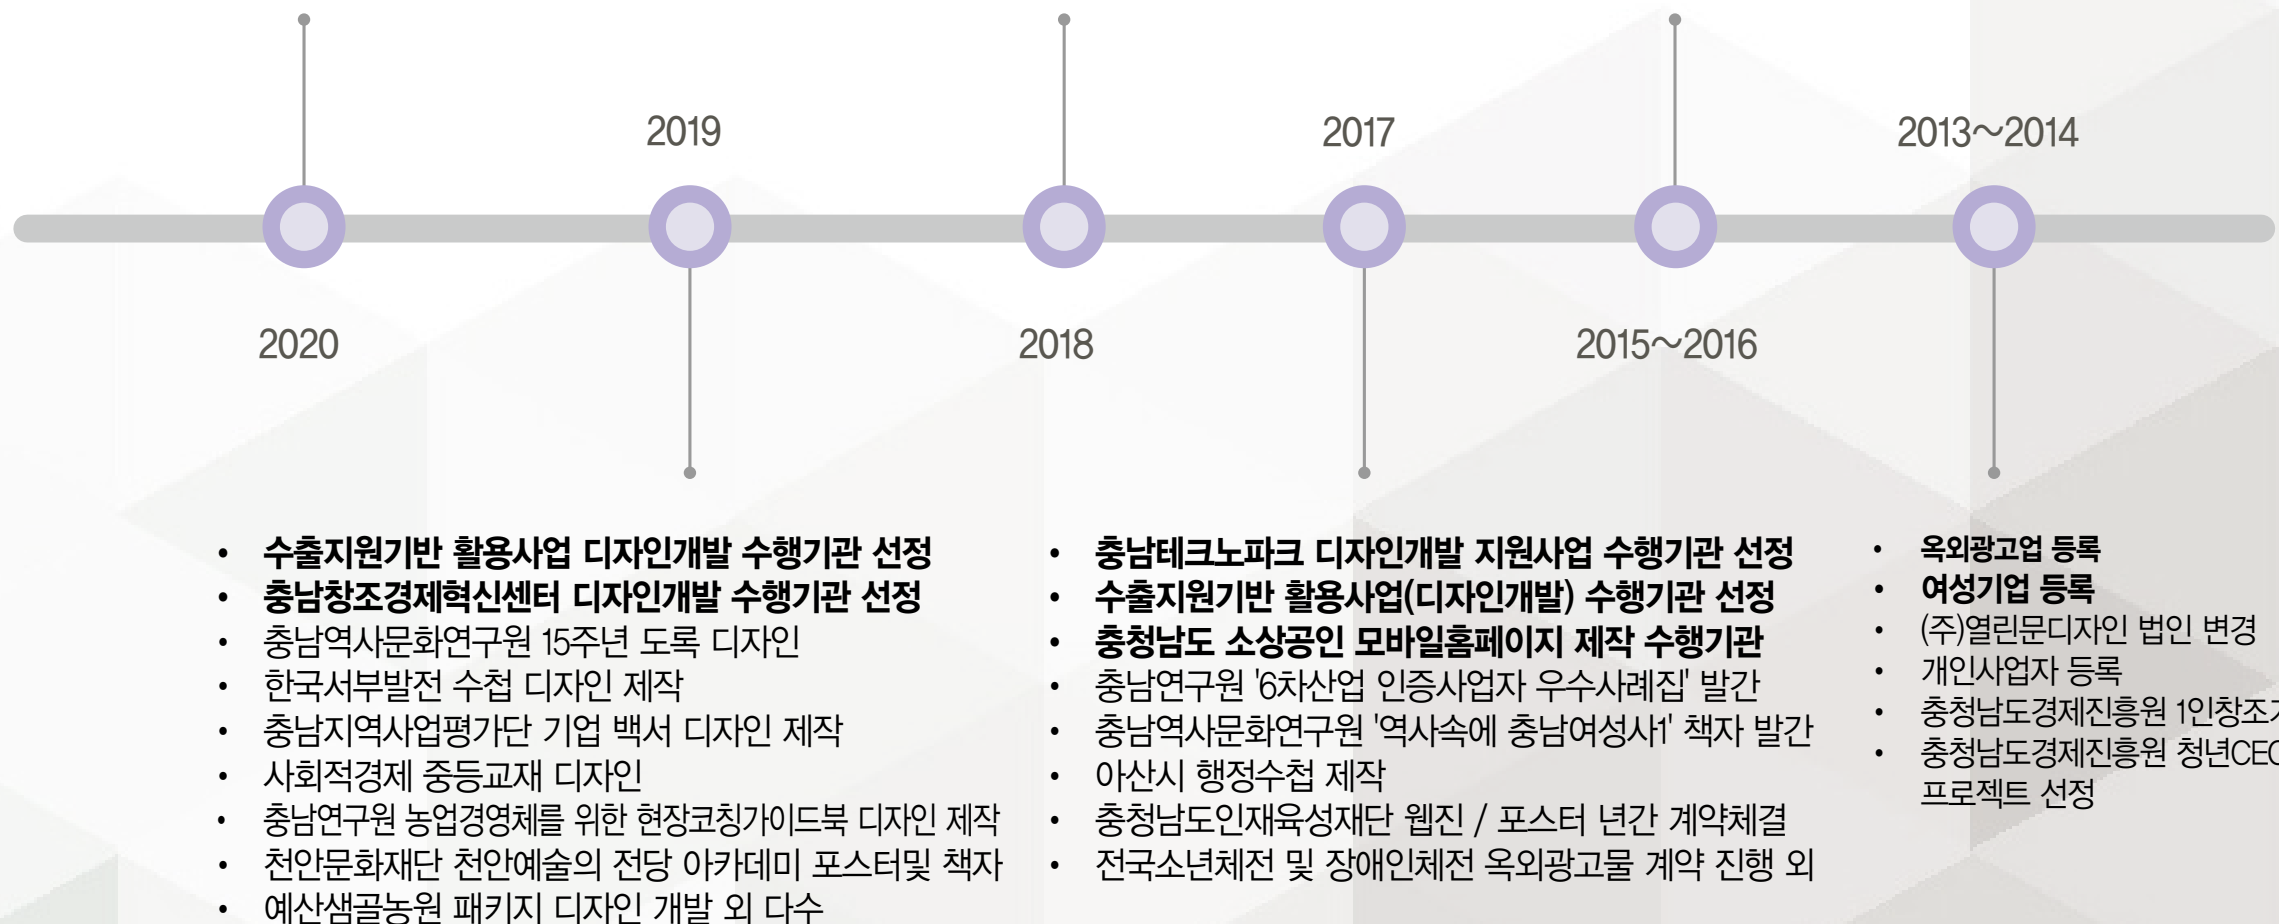 2019
2017
2013~2014
2020
2018
2015~2016
• 수출지원기반 활용사업 디자인개발 수행기관 선정
• 충남창조경제혁신센터 디자인개발 수행기관 선정
• 충남역사문화연구원 15주년 도록 디자인
• 한국서부발전 수첩 디자인 제작
• 충남지역사업평가단 기업 백서 디자인 제작
• 사회적경제 중등교재 디자인
• 충남연구원 농업경영체를 위한 현장코칭가이드북 디자인 제작
• 천안문화재단 천안예술의 전당 아카데미 포스터및 책자
• 예산샘골농원 패키지 디자인 개발 외 다수
• 충남테크노파크 디자인개발 지원사업 수행기관 선정
• 수출지원기반 활용사업(디자인개발) 수행기관 선정
• 충청남도 소상공인 모바일홈페이지 제작 수행기관
• 충남연구원 '6차산업 인증사업자 우수사례집' 발간
• 충남역사문화연구원 '역사속에 충남여성사1' 책자 발간
• 아산시 행정수첩 제작
• 충청남도인재육성재단 웹진 / 포스터 년간 계약체결
• 전국소년체전 및 장애인체전 옥외광고물 계약 진행 외
• 옥외광고업 등록
• 여성기업 등록
• (주)열린문디자인 법인 변경
• 개인사업자 등록
• 충청남도경제진흥원 1인창조
• 충청남도경제진흥원 청년CEO
프로젝트 선정